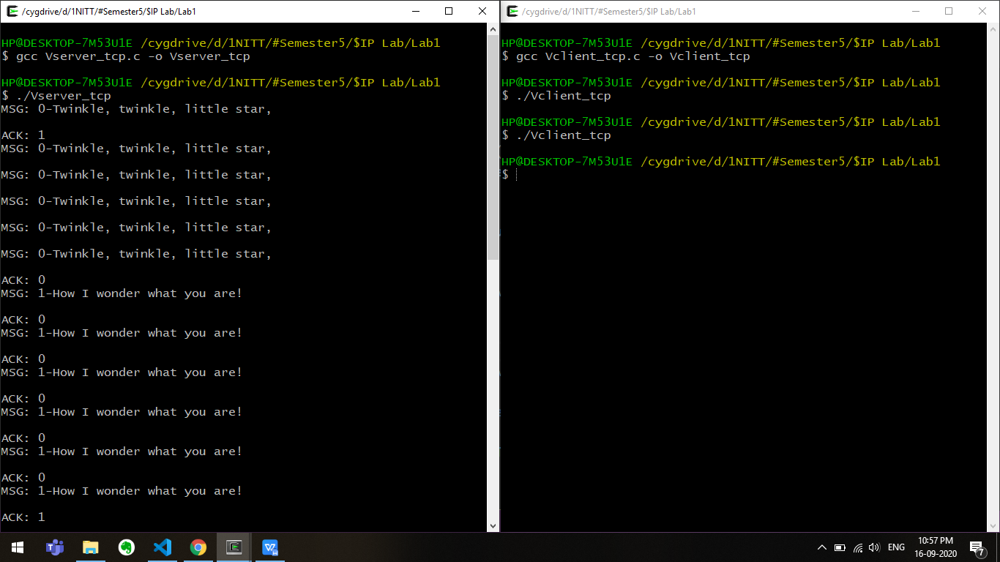 /cygdrive/d/1NITT/#Semester5/$IP Lab/Lab1
HP@DESKTOP-7M53U1E /cygdrive/d/1NITT/#Semester5/$IP Lab/Lab1
$ gcc Vserver_tcp.c -o Vserver_tcp
HP@DESKTOP-7M53U1E /cygdrive/d/1NITT/#Semester5/$IP Lab/Lab1
$ ./Vserver_tcp
MSG: 0-Twinkle, twinkle, little star,
ACK: 1
MSG: 0-Twinkle, twinkle, little star,
MSG: 0-Twinkle, twinkle, little star,
MSG: 0-Twinkle, twinkle, little star,
MSG: 0-Twinkle, twinkle, little star,
MSG: 0-Twinkle, twinkle, little star,
ACK: 0
MSG: 1-How I wonder what you are!
ACK: 0
MSG: 1-How I wonder what you are!
ACK: 0
MSG: 1-How I wonder what you are!
ACK: 0
MSG: 1-How I wonder what you are!
ACK: 0
MSG: 1-How I wonder what you are!
ACK: 0
MSG: 1-How I wonder what you are!
ACK: 1
/cygdrive/d/1NITT/#Semester5/$IP Lab/Lab1
HP@DESKTOP-7M53U1E /cygdrive/d/1NITT/#Semester5/$IP Lab/Lab1
$ gcc Vclient_tcp.c -o Vclient_tcp
HP@DESKTOP-7M53U1E /cygdrive/d/1NITT/#Semester5/$IP Lab/Lab1
$ ./Vclient_tcp
HP@DESKTOP-7M53U1E /cygdrive/d/1NITT/#Semester5/$IP Lab/Lab1
$ ./Vclient_tcp
HP@DESKTOP-7M53U1E /cygdrive/d/1NITT/#Semester5/$IP Lab/Lab1
$
ENG
10:57 PM
16-09-2020
7